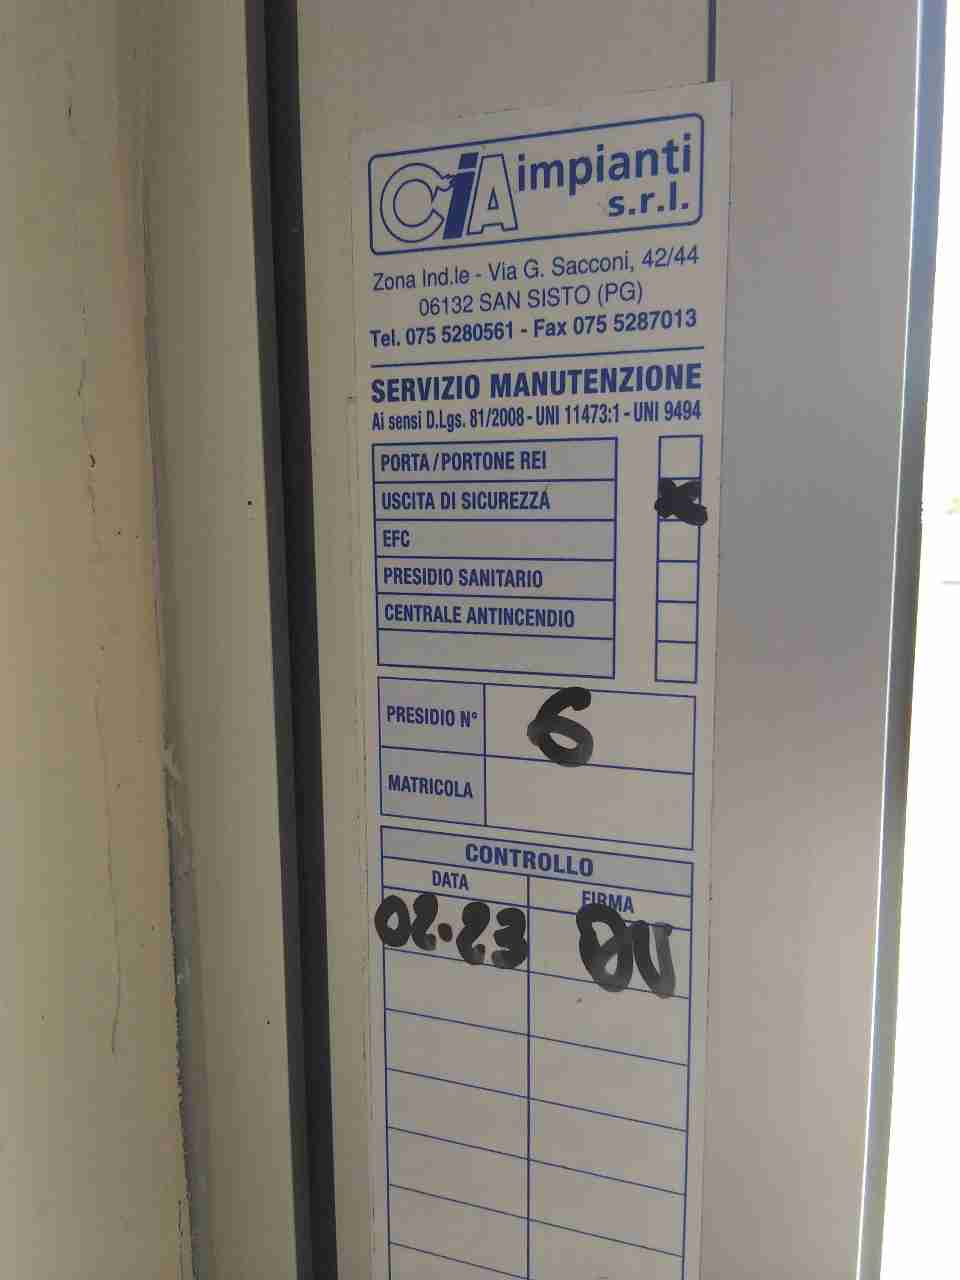 CiA impianti
s.r.l.
Zona Ind.le - Via G. Sacconi, 42/44
06132 SAN SISTO (PG)
Tel. 075 5280561 - Fax 075 5287013
SERVIZIO MANUTENZIONE
Ai sensi D.Lgs. 81/2008 - UNI 11473:1 - UNI 9494
PORTA/PORTONE REI
USCITA DI SICUREZZA X
EFC
PRESIDIO SANITARIO
CENTRALE ANTINCENDIO
PRESIDIO N° 6
MATRICOLA
CONTROLLO
DATA FIRMA
02.23